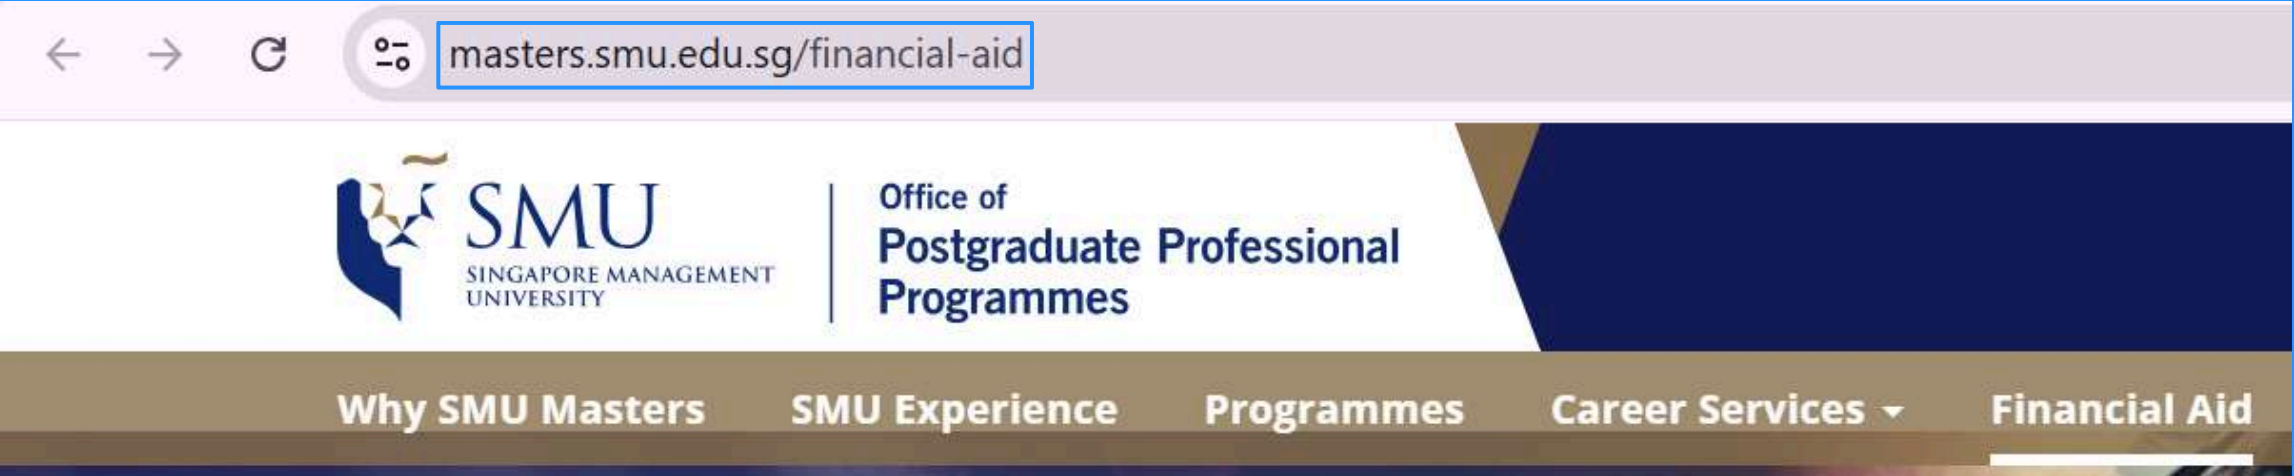 masters.smu.edu.sg/financial-aid
SMU
SINGAPORE MANAGEMENT
UNIVERSITY
Office of
Postgraduate Professional
Programmes
Why SMU Masters
SMU Experience
Programmes
Career Services
Financial Aid